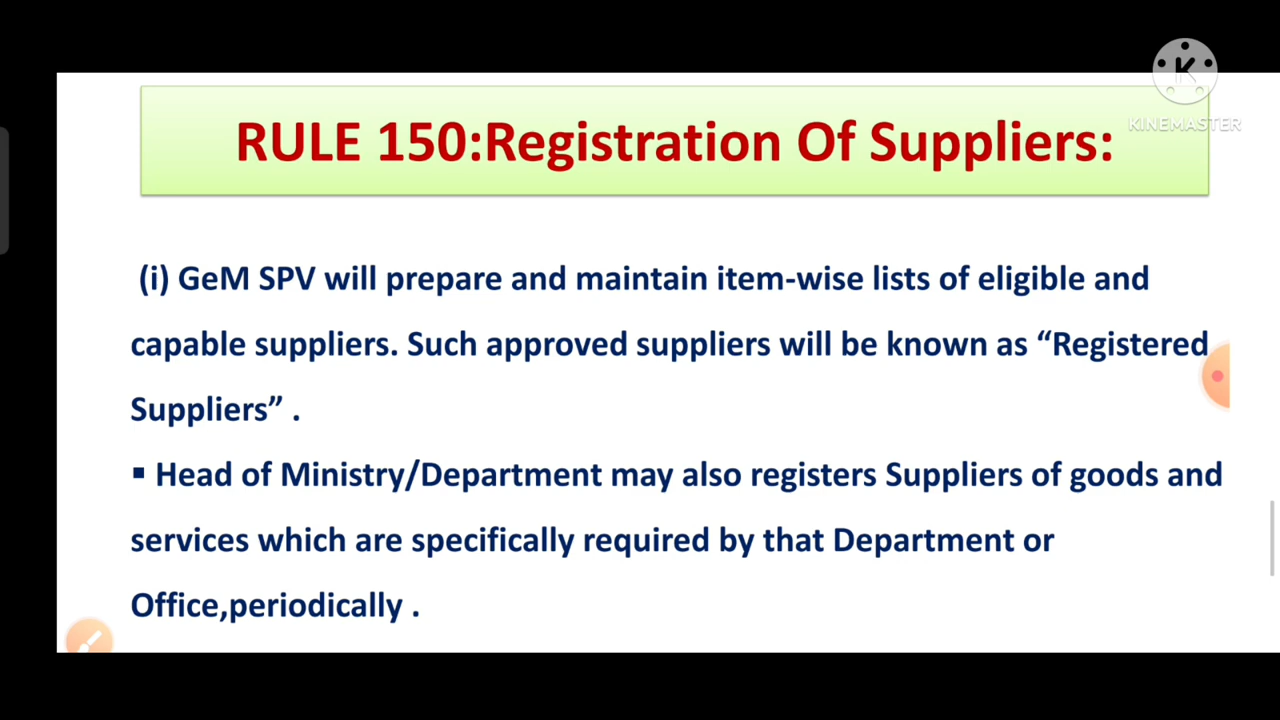 K
KINEMASTER
RULE 150:Registration Of Suppliers:
(i) GeM SPV will prepare and maintain item-wise lists of eligible and
capable suppliers. Such approved suppliers will be known as “Registered
Suppliers” .
▪ Head of Ministry/Department may also registers Suppliers of goods and
services which are specifically required by that Department or
Office,periodically .